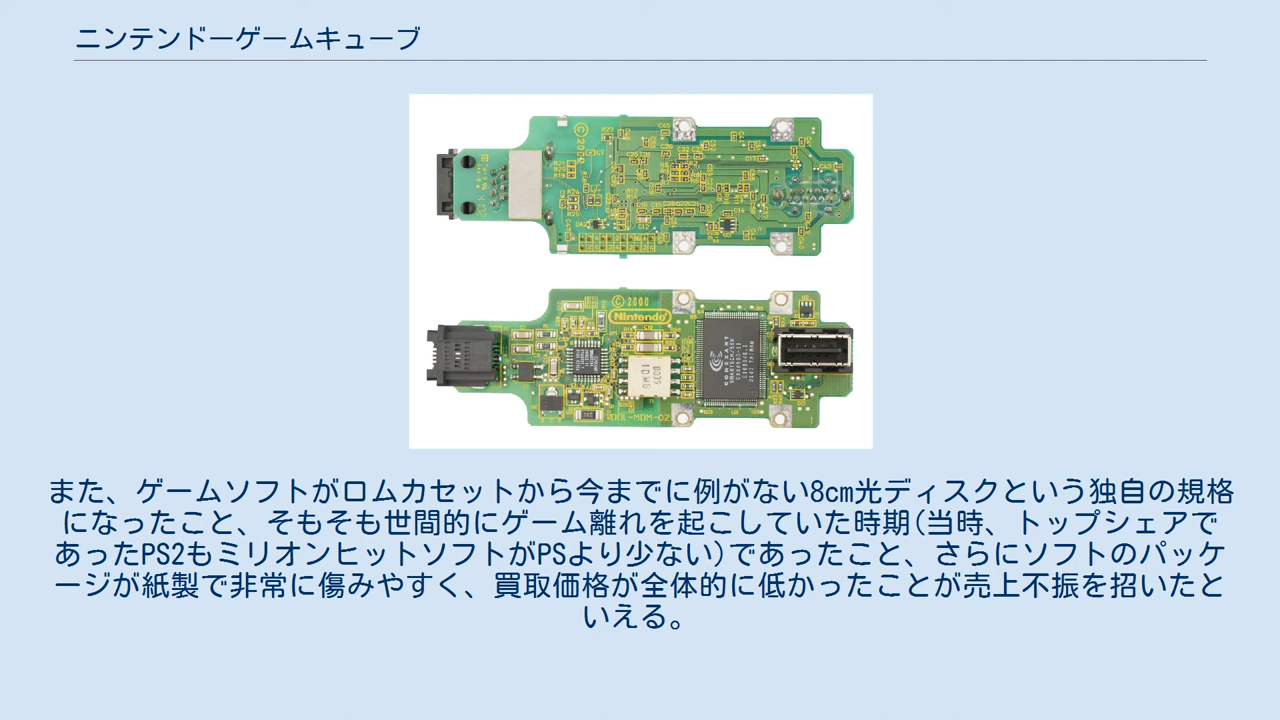 ニンテンドーゲームキューブ
© 2000
© 2000
Nintendo
CONEXANT
DOL-MDM-02
また、ゲームソフトがロムカセットから今までに例がない8cm光ディスクという独自の規格
になったこと、そもそも世間的にゲーム離れを起こしていた時期(当時、トップシェアで
あったPS2もミリオンヒットソフトがPSより少ない)であったこと、さらにソフトのパッケ
ージが紙製で非常に傷みやすく、買取価格が全体的に低かったことが売上不振を招いたと
いえる。